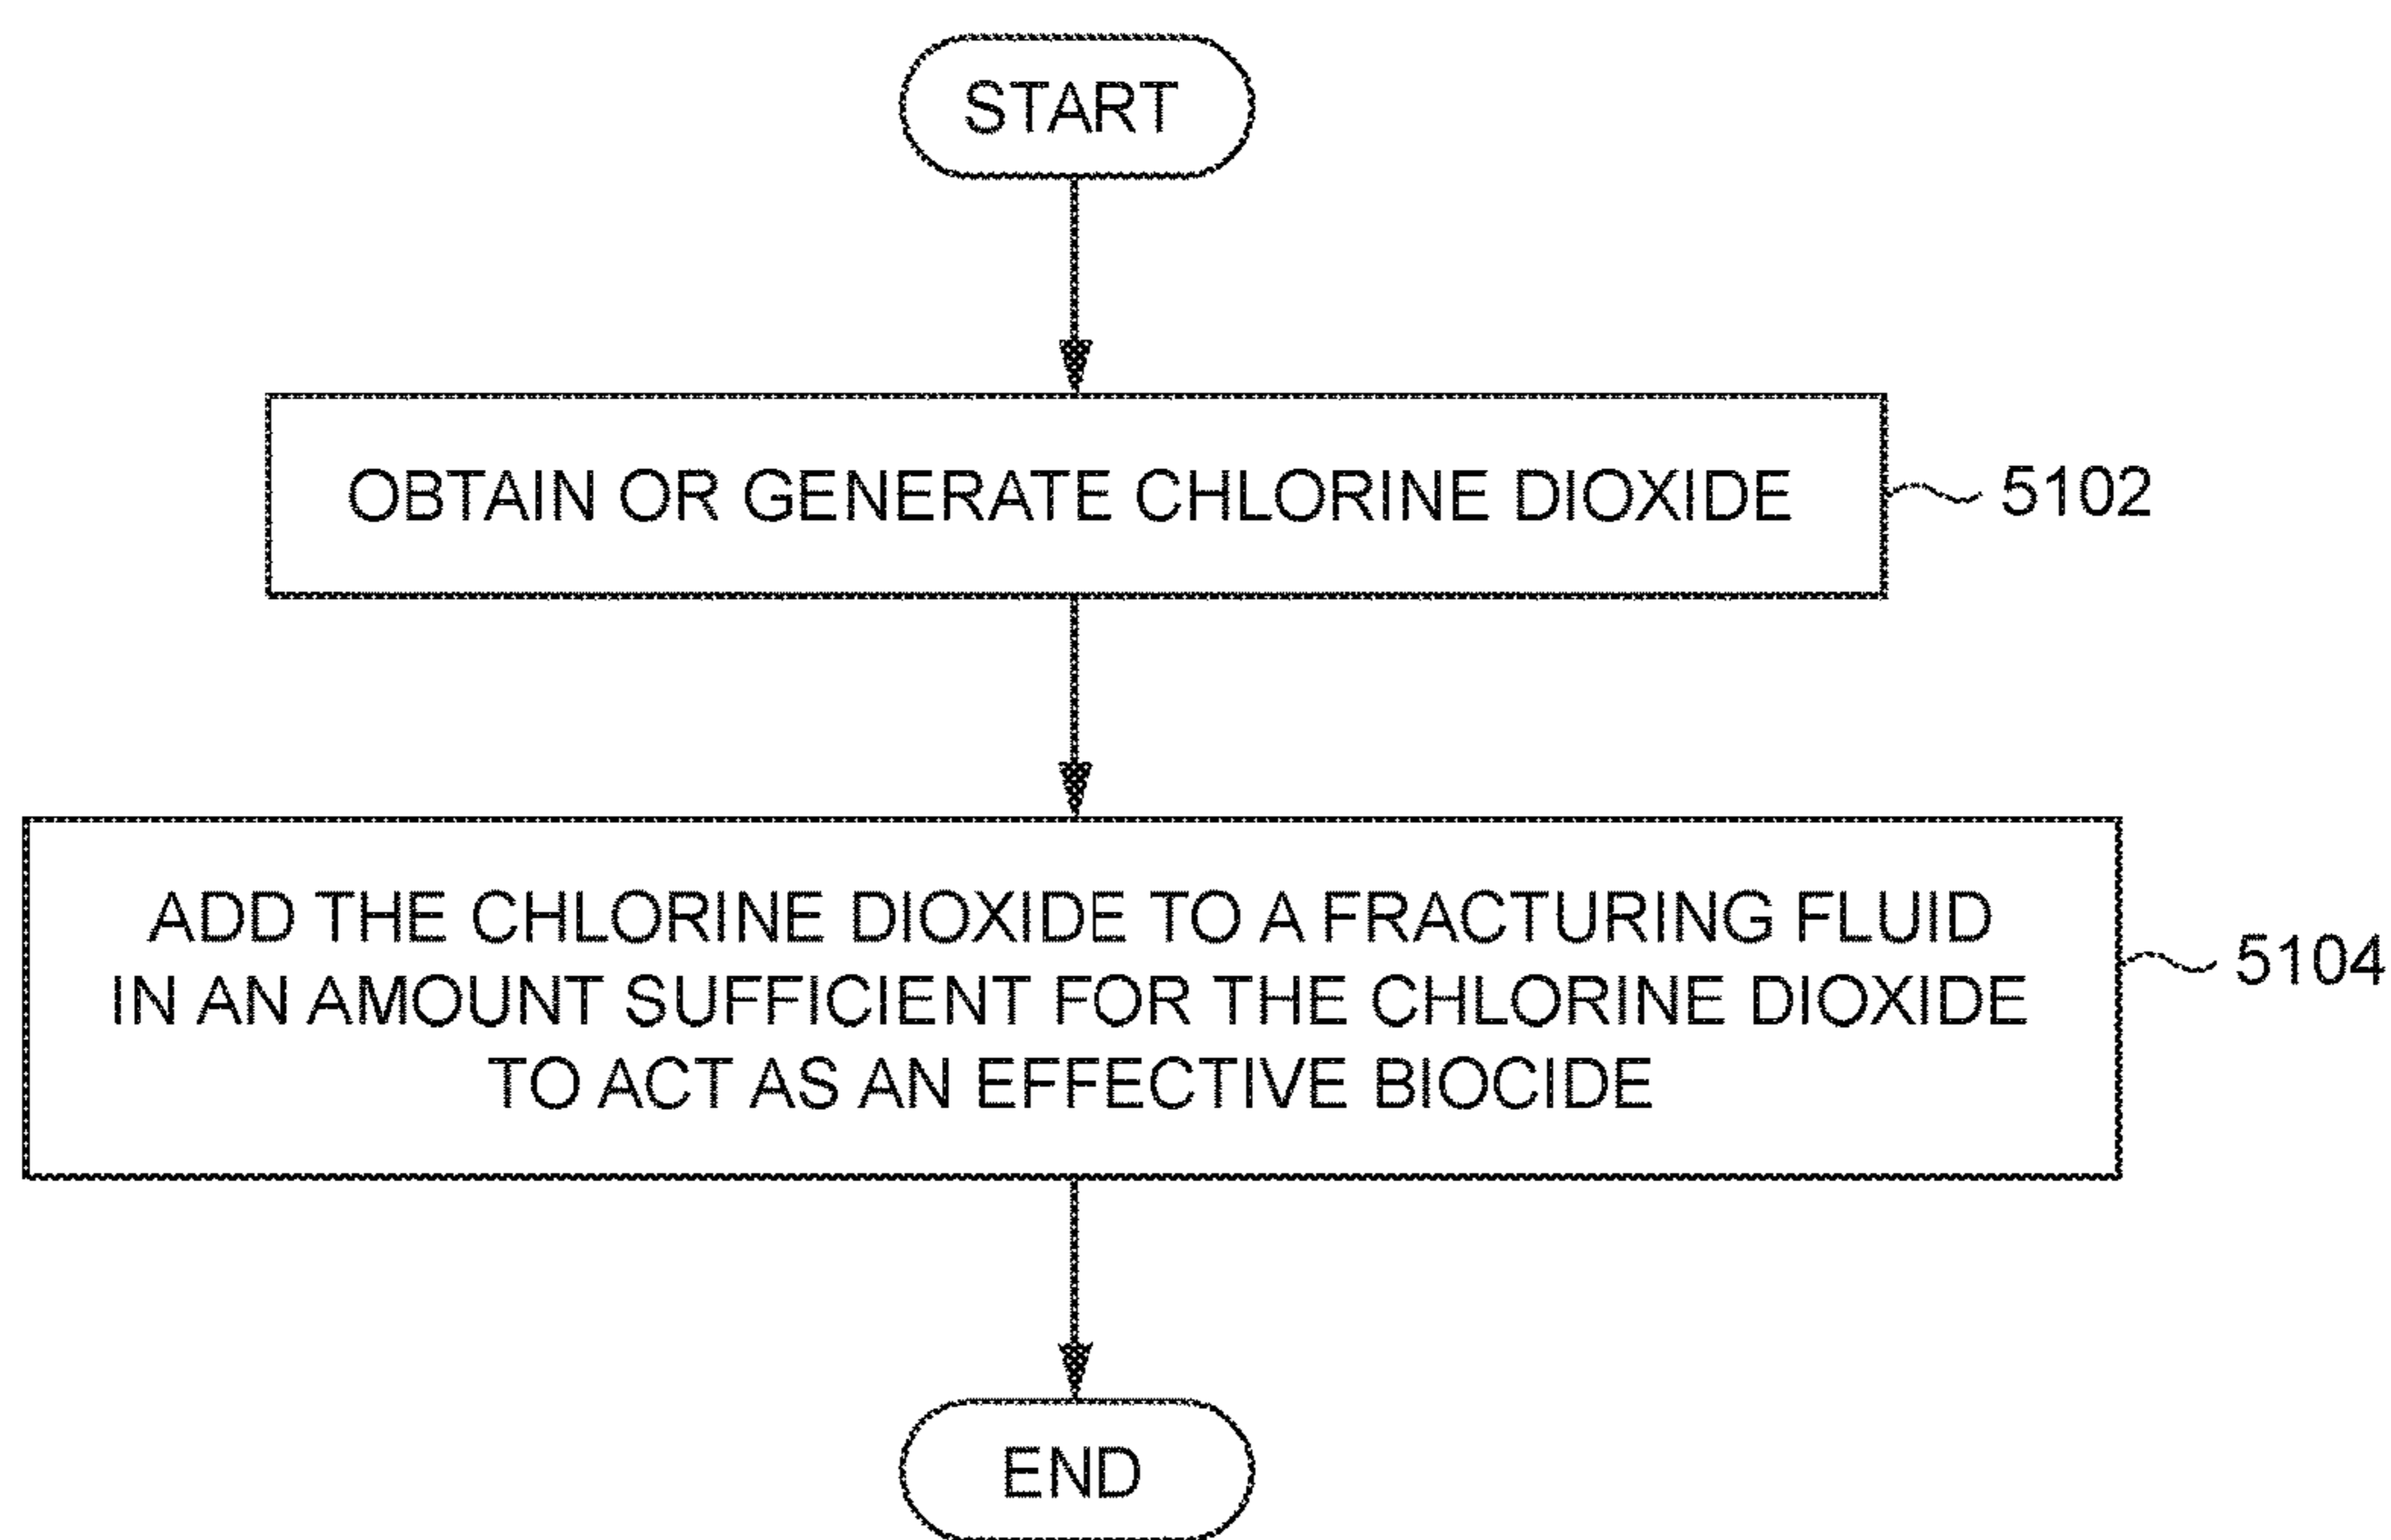 START
OBTAIN OR GENERATE CHLORINE DIOXIDE
5102
ADD THE CHLORINE DIOXIDE TO A FRACTURING FLUID
IN AN AMOUNT SUFFICIENT FOR THE CHLORINE DIOXIDE
TO ACT AS AN EFFECTIVE BIOCIDE
5104
END